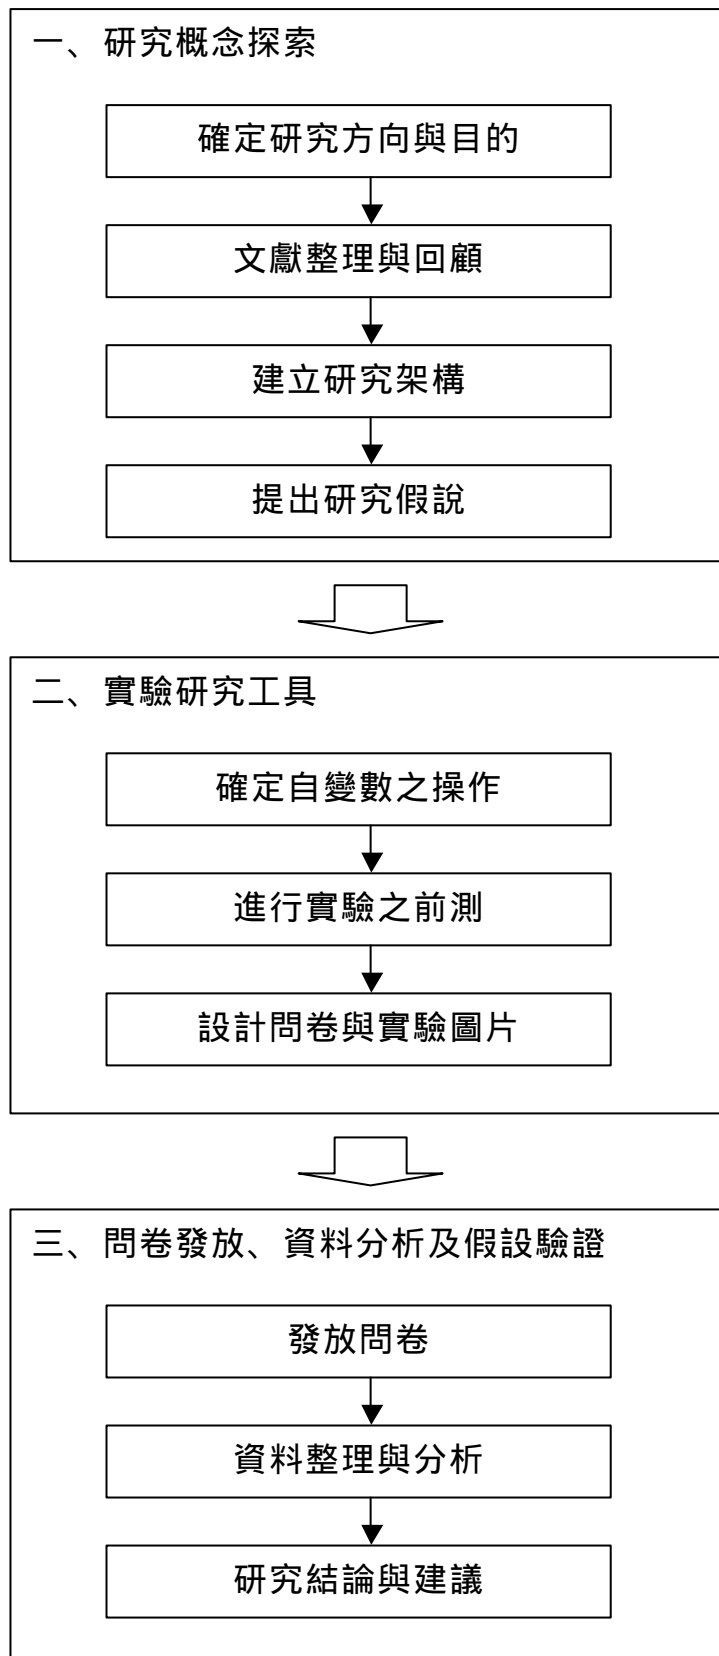 一、研究概念探索
確定研究方向與目的
文獻整理與回顧
建立研究架構
提出研究假說
二、實驗研究工具
確定自變數之操作
進行實驗之前測
設計問卷與實驗圖片
三、問卷發放、資料分析及假設驗證
發放問卷
資料整理與分析
研究結論與建議